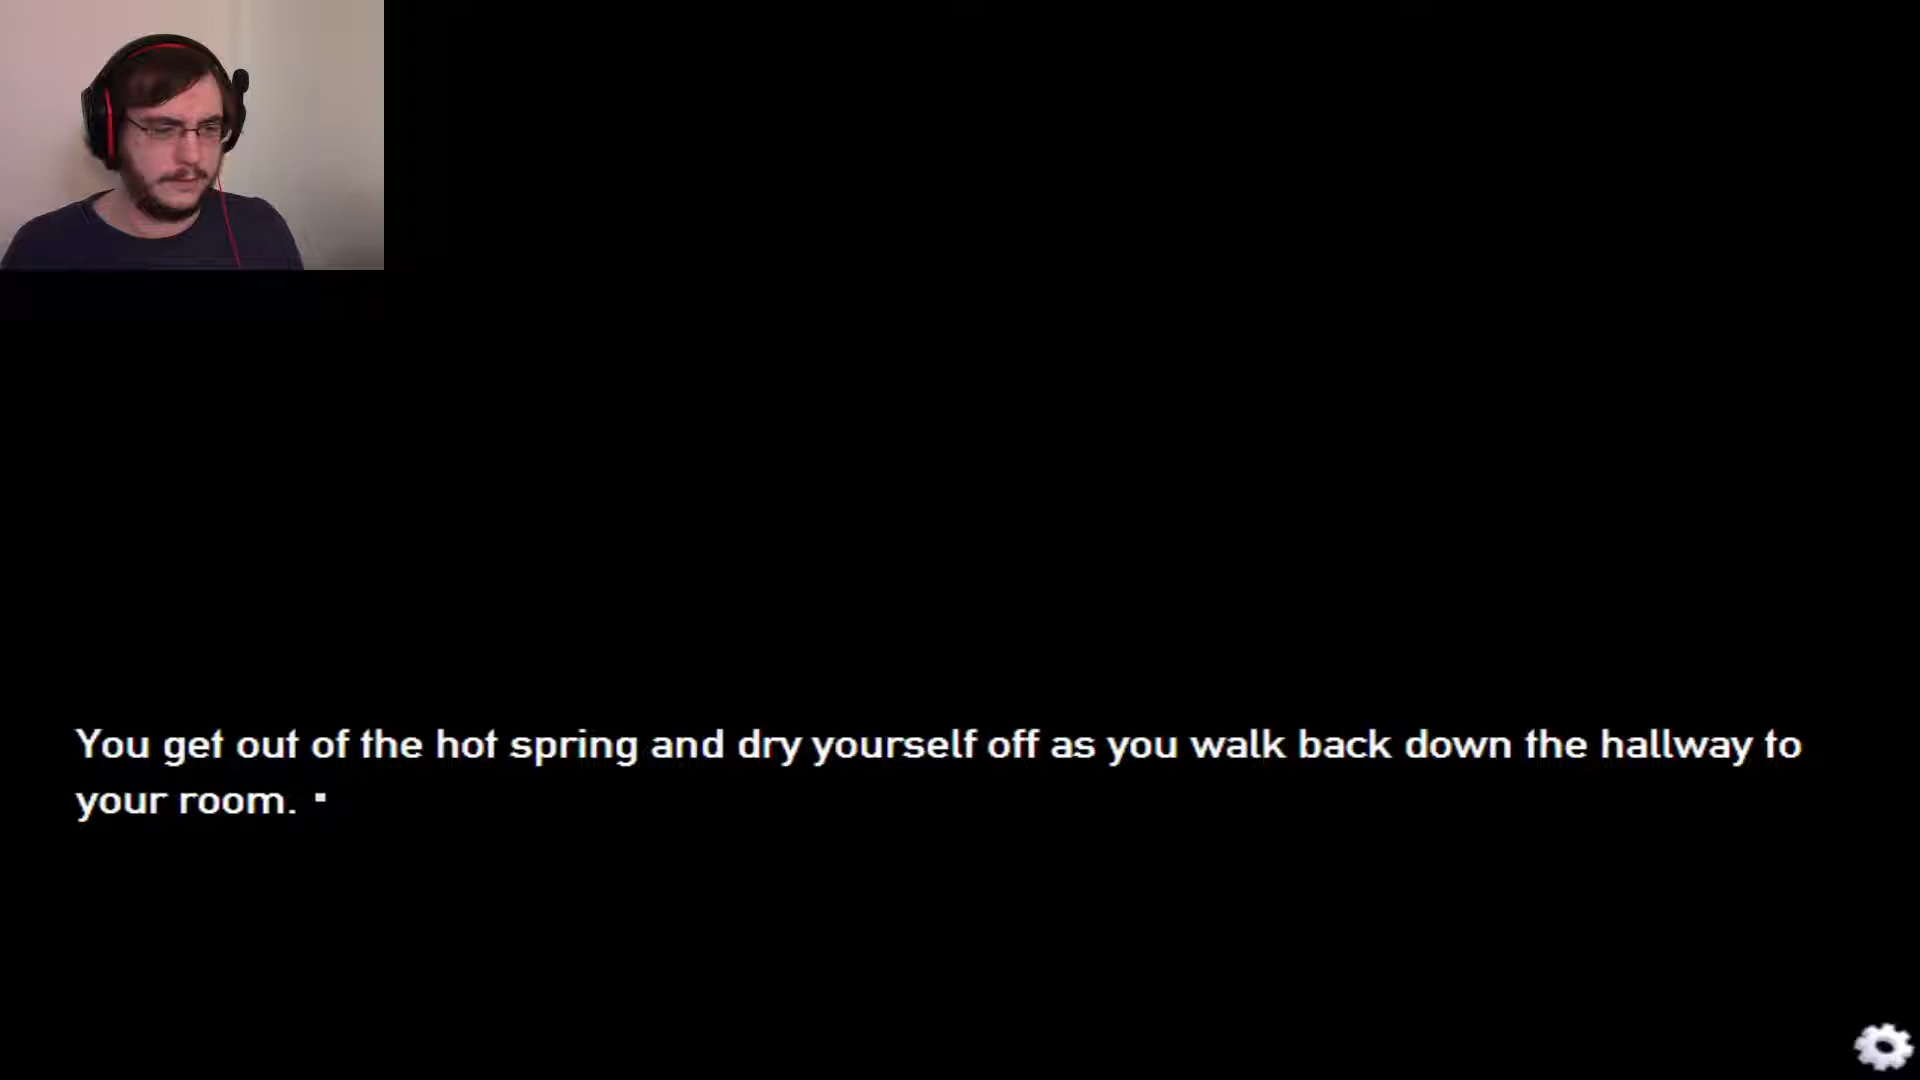 You get out of the hot spring and dry yourself off as you walk back down the hallway to
your room.